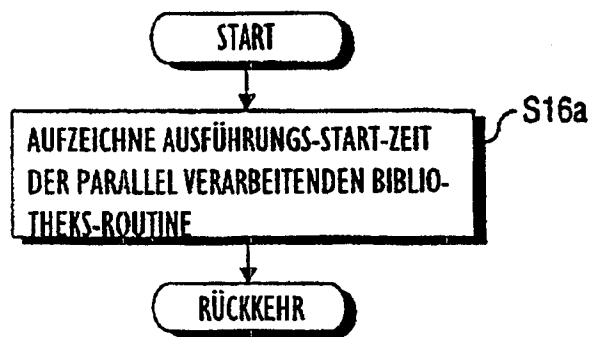 START
S16a
AUFZEICHNE AUSFÜHRUNGS-START-ZEIT
DER PARALLEL VERARBEITENDEN BIBLIO-
THEKS-ROUTINE
RÜCKKEHR